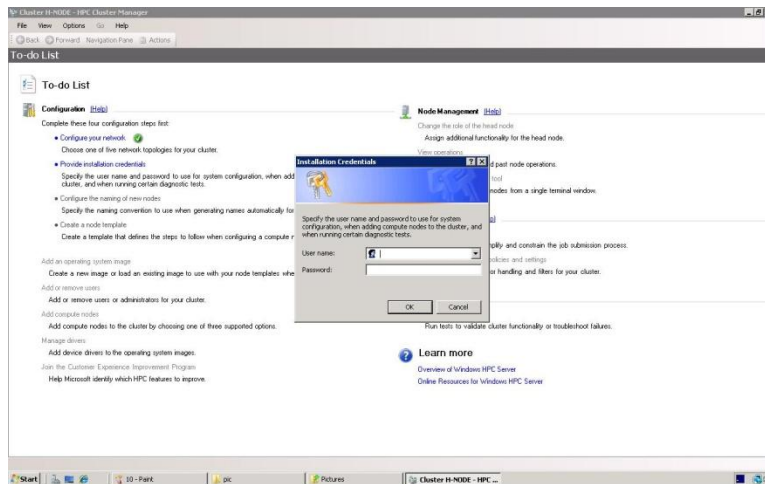 Cluster H-NODE - HPC Cluster Manager
File View Options Go Help
Back Forward Navigation Pane Actions
To-do List
To-do List
Configuration [Help]
Complete these four configuration steps first:
Configure your network
Choose one of five network topologies for your cluster.
Provide installation credentials
Specify the user name and password to use for system configuration, when add
cluster, and when running certain diagnostic tests.
Configure the naming of new nodes
Specify the naming convention to use when generating names automatically for
Create a node template
Create a template that defines the steps to follow when configuring a compute
Add an operating system image
Create a new image or load an existing image to use with your node templates whe
Add or remove users
Add or remove users or administrators for your cluster.
Add compute nodes
Add compute nodes to the cluster by choosing one of three supported options.
Manage drivers
Add device drivers to the operating system images.
Join the Customer Experience Improvement Program
Help Microsoft identify which HPC features to improve.
Node Management [Help]
Change the role of the head node
Assign additional functionality for the head node.
View operations
d past node operations.
tool
nodes from a single terminal window.
mplify and constrain the job submission process.
policies and settings
or handling and filters for your cluster.
Run tests to validate cluster functionality or troubleshoot failures.
Learn more
Overview of Windows HPC Server
Online Resources for Windows HPC Server
Installation Credentials
Specify the user name and password to use for system
configuration, when adding compute nodes to the cluster, and
when running certain diagnostic tests.
User name:
Password:
OK Cancel
Start 10 - Paint pic Pictures Cluster H-NODE - HPC ...